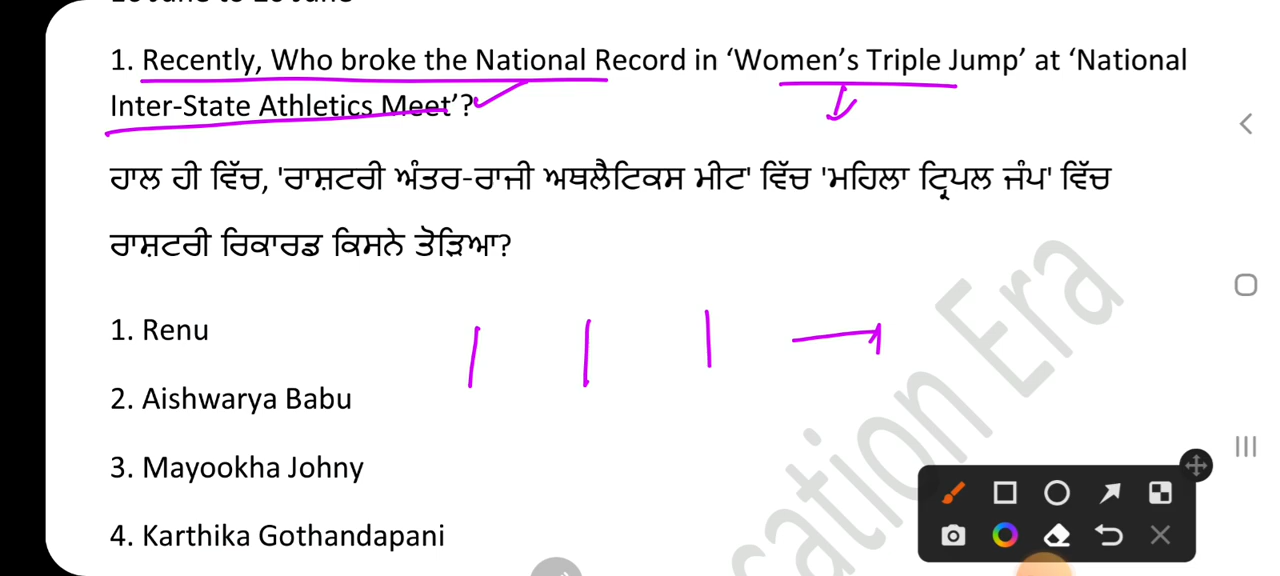 1. Recently, Who broke the National Record in ‘Women’s Triple Jump’ at ‘National
Inter-State Athletics Meet’?
ਹਾਲ ਹੀ ਵਿੱਚ, 'ਰਾਸ਼ਟਰੀ ਅੰਤਰ-ਰਾਜੀ ਅਥਲੈਟਿਕਸ ਮੀਟ' ਵਿੱਚ 'ਮਹਿਲਾ ਟ੍ਰਿਪਲ ਜੰਪ' ਵਿੱਚ
ਰਾਸ਼ਟਰੀ ਰਿਕਾਰਡ ਕਿਸਨੇ ਤੋੜਿਆ?
1. Renu
2. Aishwarya Babu
3. Mayookha Johny
4. Karthika Gothandapani
Era